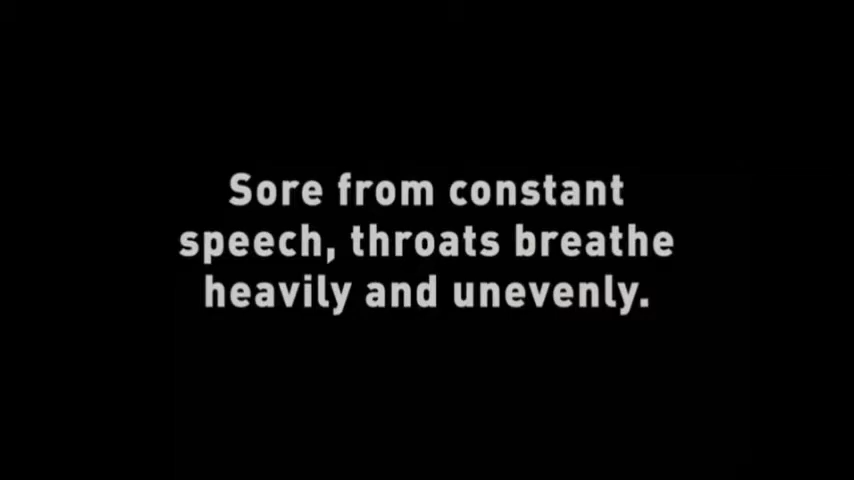 Sore from constant
speech, throats breathe
heavily and unevenly.